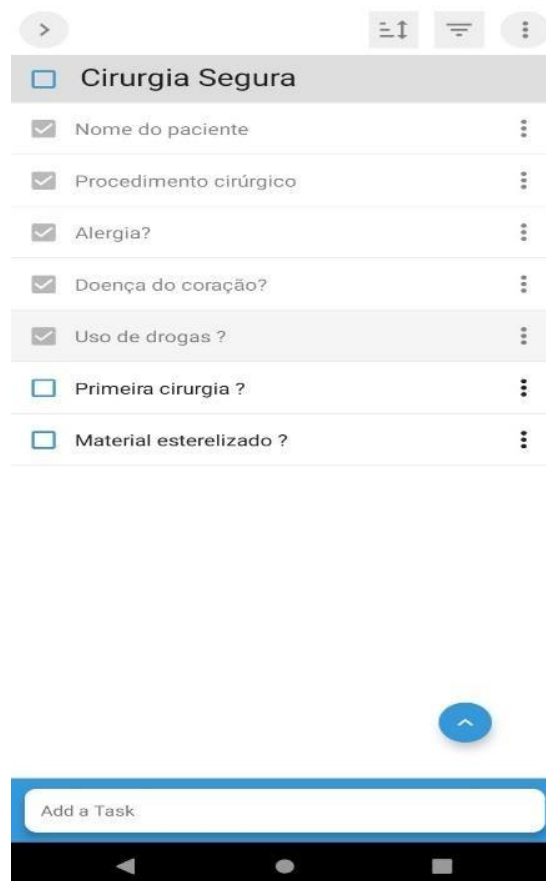 Cirurgia Segura
Nome do paciente
Procedimento cirúrgico
Alergia?
Doença do coração?
Uso de drogas ?
Primeira cirurgia ?
Material esterelizado ?
Add a Task